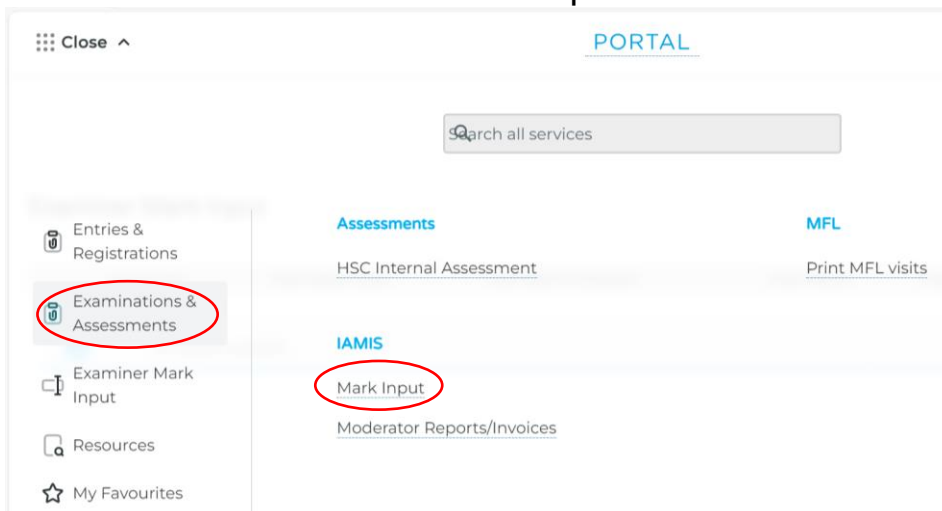 Close
PORTAL
Search all services
Entries &
Registrations
Examinations &
Assessments
Examiner Mark
Input
Resources
My Favourites
Assessments
HSC Internal Assessment
IAMIS
Mark Input
Moderator Reports/Invoices
MFL
Print MFL visits